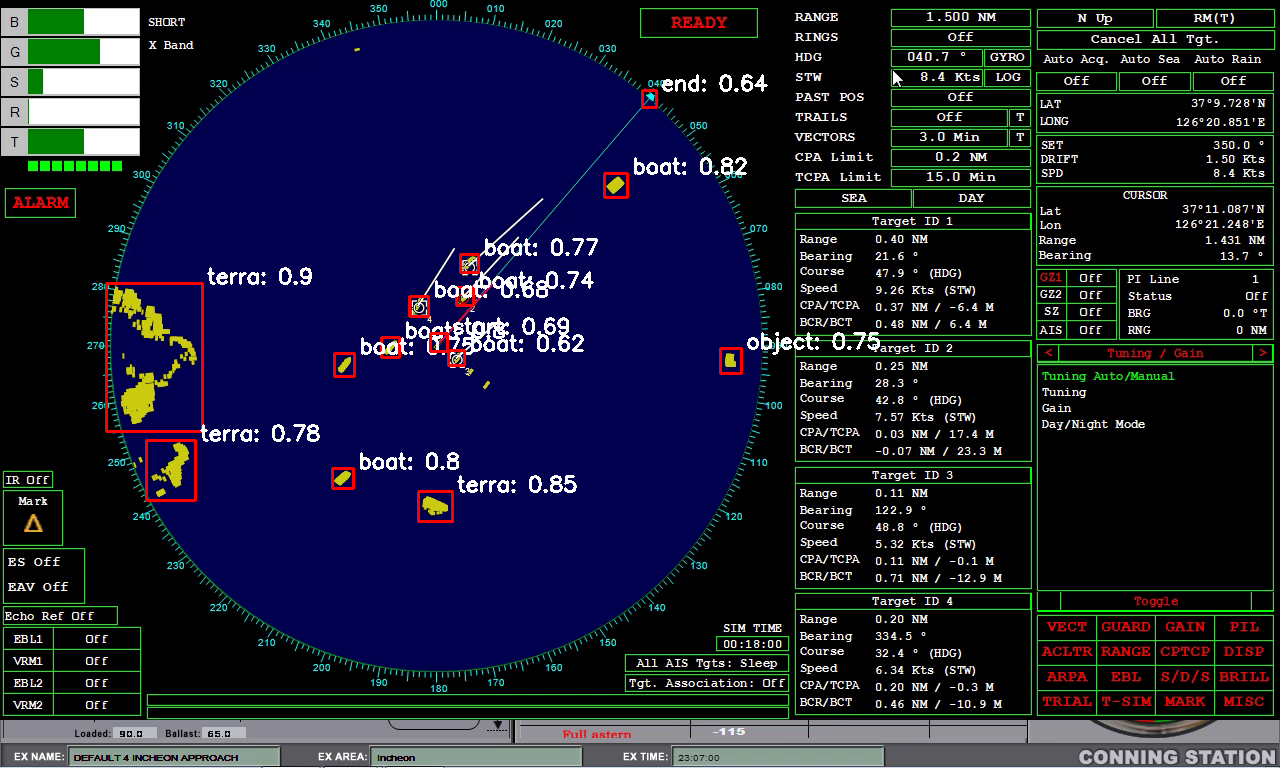 B
G
S
R
T
SHORT
X Band
READY
ALARM
000
020
030
040
050
060
070
080
090
100
110
120
130
140
150
160
170
180
190
200
210
220
230
240
250
260
270
280
290
300
310
330
340
350
end: 0.64
boat: 0.82
boat: 0.77
boat: 0.74
boat: 0.68
terra: 0.9
start: 0.69
boat: 0.62
object: 0.75
terra: 0.78
boat: 0.8
terra: 0.85
IR Off
Mark
ES Off
EAV Off
Echo Ref Off
EBL1 Off
VRM1 Off
EBL2 Off
VRM2 Off
SIM TIME
00:18:00
All AIS Tgts: Sleep
Tgt. Association: Off
RANGE 1.500 NM
RINGS Off
HDG 040.7 ° GYRO
STW 8.4 Kts LOG
PAST POS Off
TRAILS Off T
VECTORS 3.0 Min T
CPA Limit 0.2 NM
TCPA Limit 15.0 Min
SEA DAY
Target ID 1
Range 0.40 NM
Bearing 21.6 °
Course 47.9 ° (HDG)
Speed 9.26 Kts (STW)
CPA/TCPA 0.37 NM / -6.4 M
BCR/BCT 0.48 NM / 6.4 M
Target ID 2
Range 0.25 NM
Bearing 28.3 °
Course 42.8 ° (HDG)
Speed 7.57 Kts (STW)
CPA/TCPA 0.03 NM / 17.4 M
BCR/BCT -0.07 NM / 23.3 M
Target ID 3
Range 0.11 NM
Bearing 122.9 °
Course 48.8 ° (HDG)
Speed 5.32 Kts (STW)
CPA/TCPA 0.11 NM / -0.1 M
BCR/BCT 0.71 NM / -12.9 M
Target ID 4
Range 0.20 NM
Bearing 334.5 °
Course 32.4 ° (HDG)
Speed 6.34 Kts (STW)
CPA/TCPA 0.20 NM / -0.3 M
BCR/BCT 0.46 NM / -10.9 M
N Up RM(T)
Cancel All Tgt.
Auto Acq. Auto Sea Auto Rain
Off Off Off
LAT 37°9.728'N
LONG 126°20.851'E
SET 350.0 °
DRIFT 1.50 Kts
SPD 8.4 Kts
CURSOR
Lat 37°11.087'N
Lon 126°21.248'E
Range 1.431 NM
Bearing 13.7 °
GZ1 Off
GZ2 Off
SZ Off
AIS Off
PI Line 1
Status Off
BRG 0.0 °T
RNG 0 NM
< Tuning / Gain >
Tuning Auto/Manual
Tuning
Gain
Day/Night Mode
Toggle
VECT GUARD GAIN PIL
ACLTR RANGE CPTCP DISP
ARPA EBL S/D/S BRILL
TRIAL T-SIM MARK MISC
Loaded: 90.0 Ballast: 65.0
Full astern -115
EX NAME: DEFAULT 4 INCHEON APPROACH EX AREA: Incheon EX TIME: 23:07:00
CONNING STATION